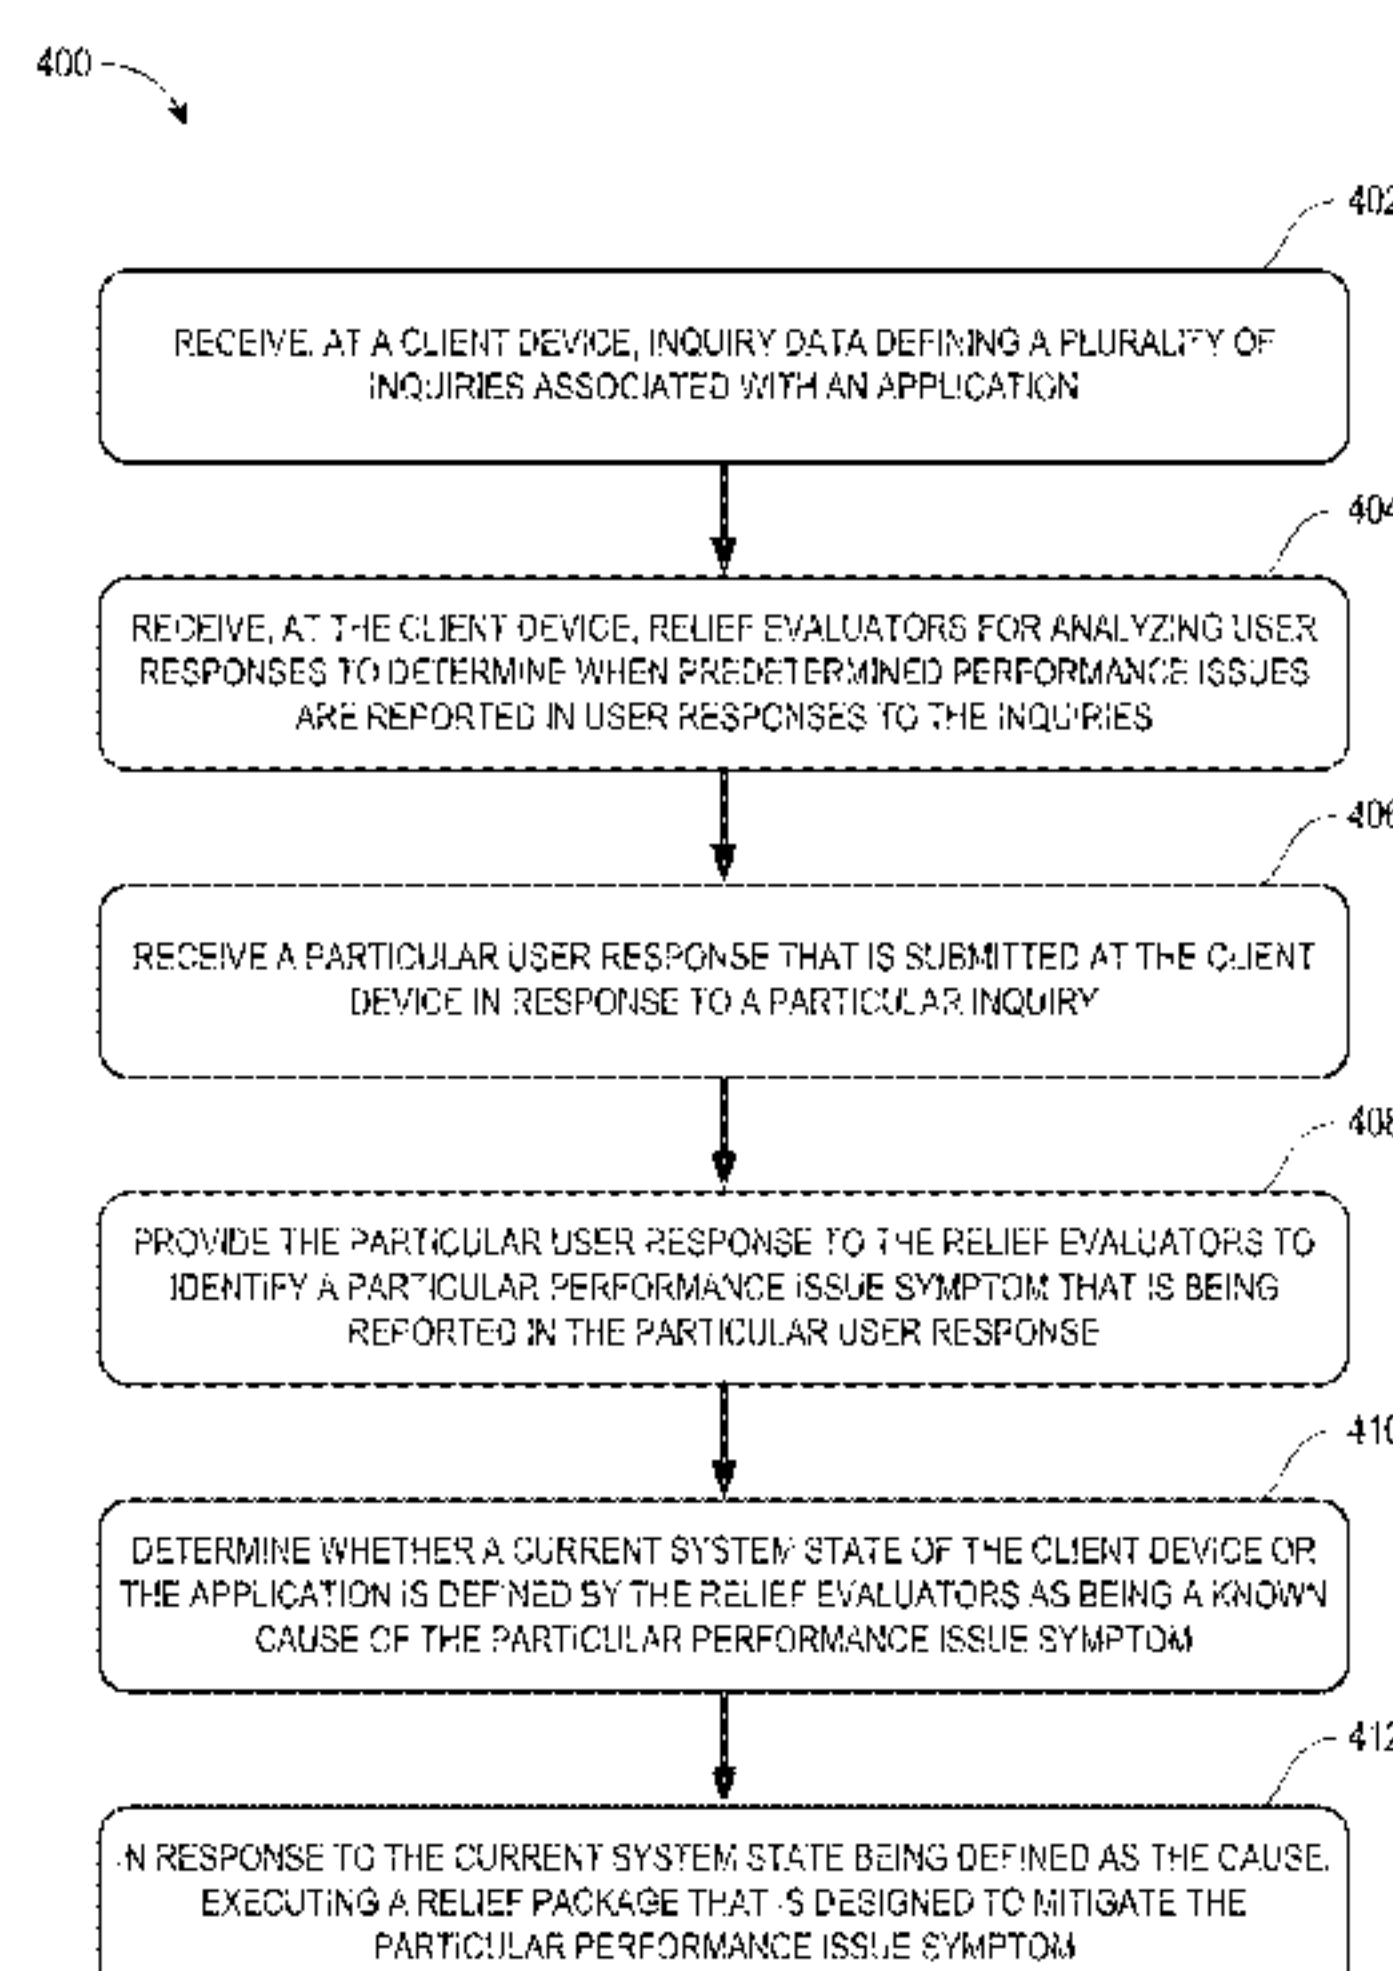 400
402
RECEIVE, AT A CLIENT DEVICE, INQUIRY DATA DEFINING A PLURALITY OF
INQUIRIES ASSOCIATED WITH AN APPLICATION
404
RECEIVE, AT THE CLIENT DEVICE, RELIEF EVALUATORS FOR ANALYZING USER
RESPONSES TO DETERMINE WHEN PREDETERMINED PERFORMANCE ISSUES
ARE REPORTED IN USER RESPONSES TO THE INQUIRIES
406
RECEIVE A PARTICULAR USER RESPONSE THAT IS SUBMITTED AT THE CLIENT
DEVICE IN RESPONSE TO A PARTICULAR INQUIRY
408
PROVIDE THE PARTICULAR USER RESPONSE TO THE RELIEF EVALUATORS TO
IDENTIFY A PARTICULAR PERFORMANCE ISSUE SYMPTOM THAT IS BEING
REPORTED IN THE PARTICULAR USER RESPONSE
410
DETERMINE WHETHER A CURRENT SYSTEM STATE OF THE CLIENT DEVICE OR
THE APPLICATION IS DEFINED BY THE RELIEF EVALUATORS AS BEING A KNOWN
CAUSE OF THE PARTICULAR PERFORMANCE ISSUE SYMPTOM
412
IN RESPONSE TO THE CURRENT SYSTEM STATE BEING DEFINED AS THE CAUSE,
EXECUTING A RELIEF PACKAGE THAT IS DESIGNED TO MITIGATE THE
PARTICULAR PERFORMANCE ISSUE SYMPTOM